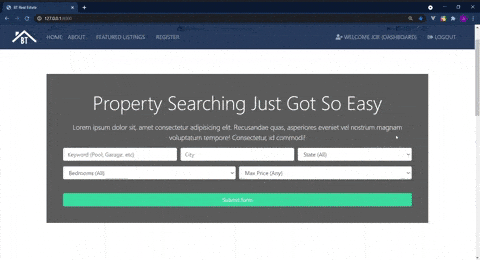 BT Real Estate
127.0.0.1:8000
BT HOME ABOUT FEATURED LISTINGS REGISTER WELCOME JOB (DASHBOARD) LOGOUT
Property Searching Just Got So Easy
Lorem ipsum dolor sit, amet consectetur adipisicing elit. Recusandae quas, asperiores eveniet vel nostrum magnam
voluptatum tempore! Consectetur, id commodi!
Keyword (Pool, Garage, etc) City State (All)
Bedrooms (All) Max Price (Any)
Submit form